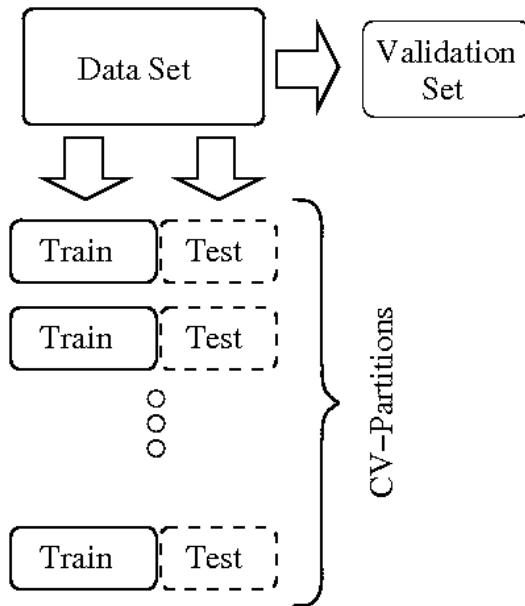 Data Set
Validation
Set
Train
Test
Train
Test
Train
Test
CV-Partitions